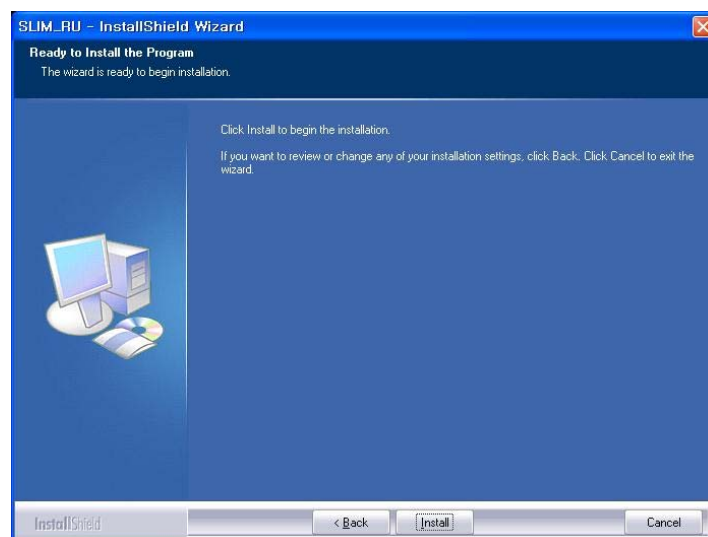 SLIM_RU - InstallShield Wizard
Ready to Install the Program
The wizard is ready to begin installation.
Click Install to begin the installation.
If you want to review or change any of your installation settings, click Back. Click Cancel to exit the
wizard.
InstallShield
< Back
Install
Cancel